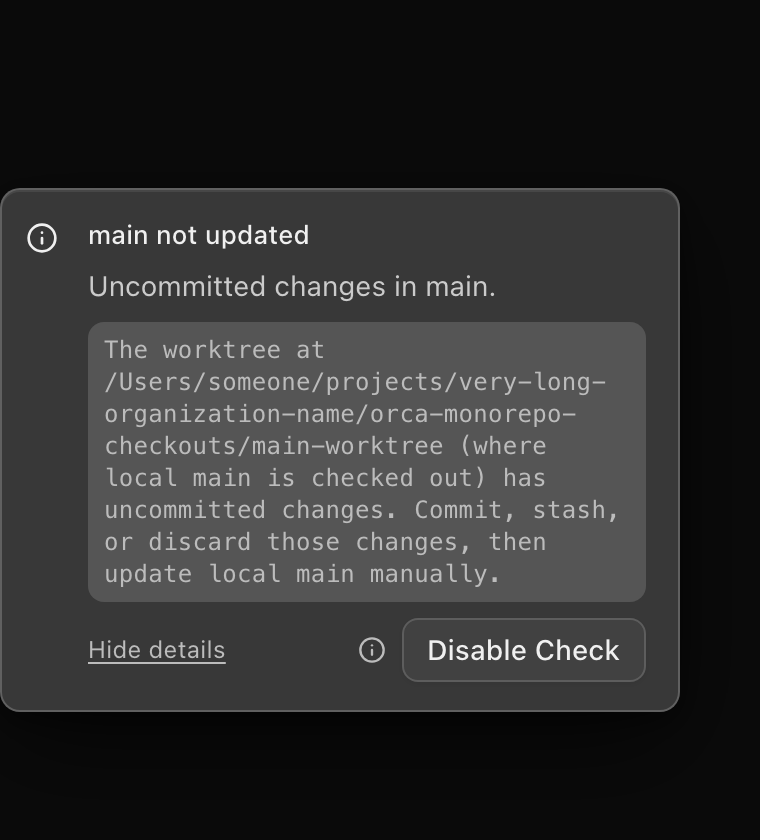 main not updated
Uncommitted changes in main.
The worktree at
/Users/someone/projects/very-long-
organization-name/orca-monorepo-
checkouts/main-worktree (where
local main is checked out) has
uncommitted changes. Commit, stash,
or discard those changes, then
update local main manually.
Hide details
Disable Check